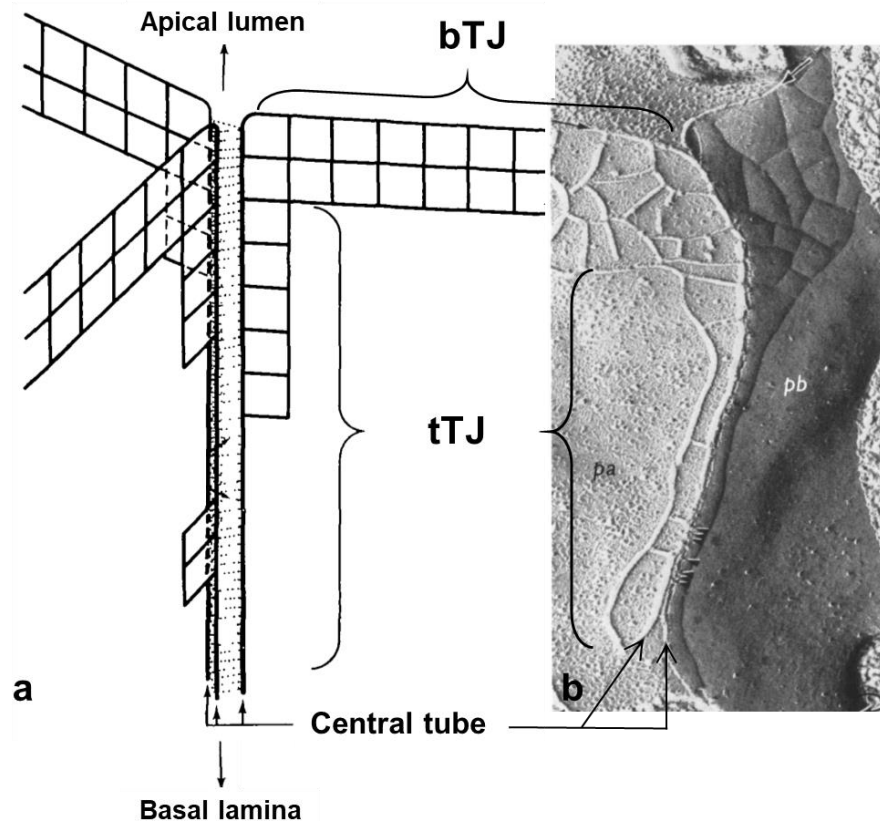 Apical lumen
bTJ
tTJ
pa
pb
a
b
Central tube
Basal lamina